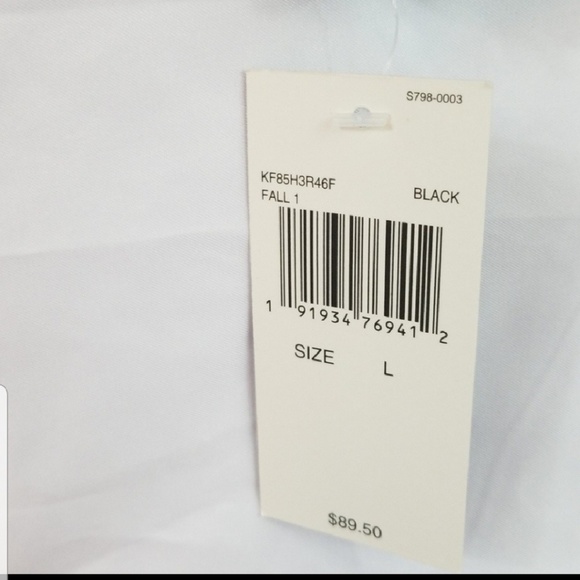 S798-0003
KF85H3R46F
FALL 1 BLACK
1 91934 76941 2
SIZE L
$89.50